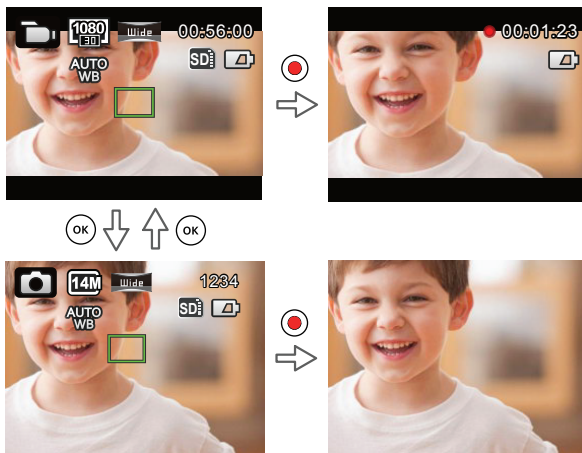 1080 Wide 00:56:00
30
AUTO SD
WB
00:01:23
OK OK
14M Wide 1234
AUTO SD
WB